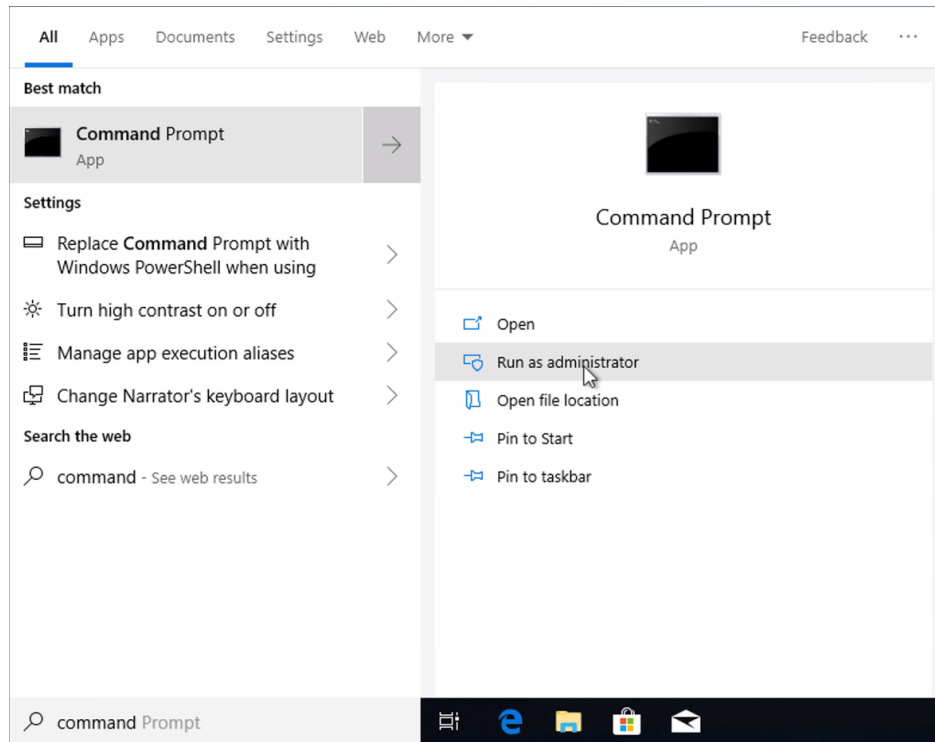 All Apps Documents Settings Web More Feedback ...
Best match
Command Prompt
App
Settings
Replace Command Prompt with
Windows PowerShell when using
Turn high contrast on or off
Manage app execution aliases
Change Narrator's keyboard layout
Search the web
command - See web results
command Prompt
Command Prompt
App
Open
Run as administrator
Open file location
Pin to Start
Pin to taskbar